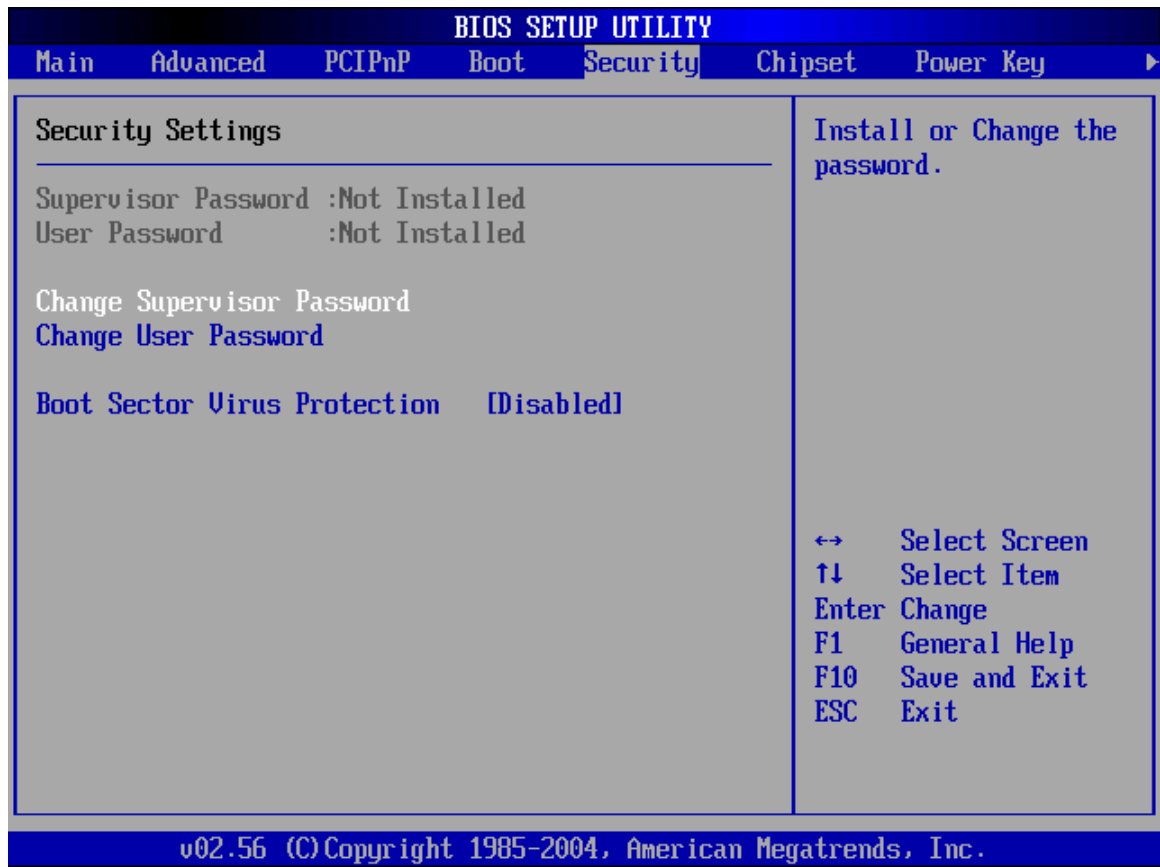 BIOS SETUP UTILITY
Main Advanced PCIPnP Boot Security Chipset Power Key
Security Settings
Supervisor Password :Not Installed
User Password :Not Installed
Change Supervisor Password
Change User Password
Boot Sector Virus Protection [Disabled]
Install or Change the
password.
↔ Select Screen
↑↓ Select Item
Enter Change
F1 General Help
F10 Save and Exit
ESC Exit
v02.56 (C)Copyright 1985-2004, American Megatrends, Inc.